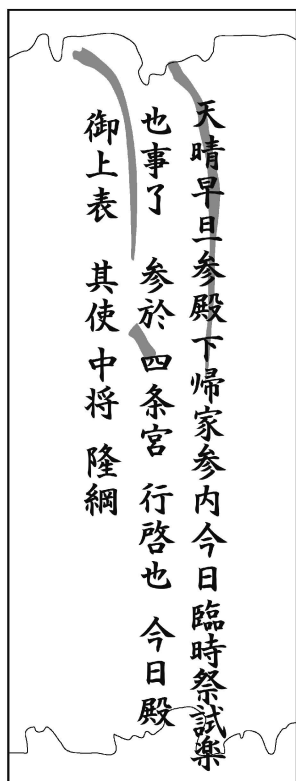 天晴早旦参殿下帰家参内今日臨時祭試楽
也事了　参於　四条宮　行啓也　今日殿
御上表　其使　中将　隆綱